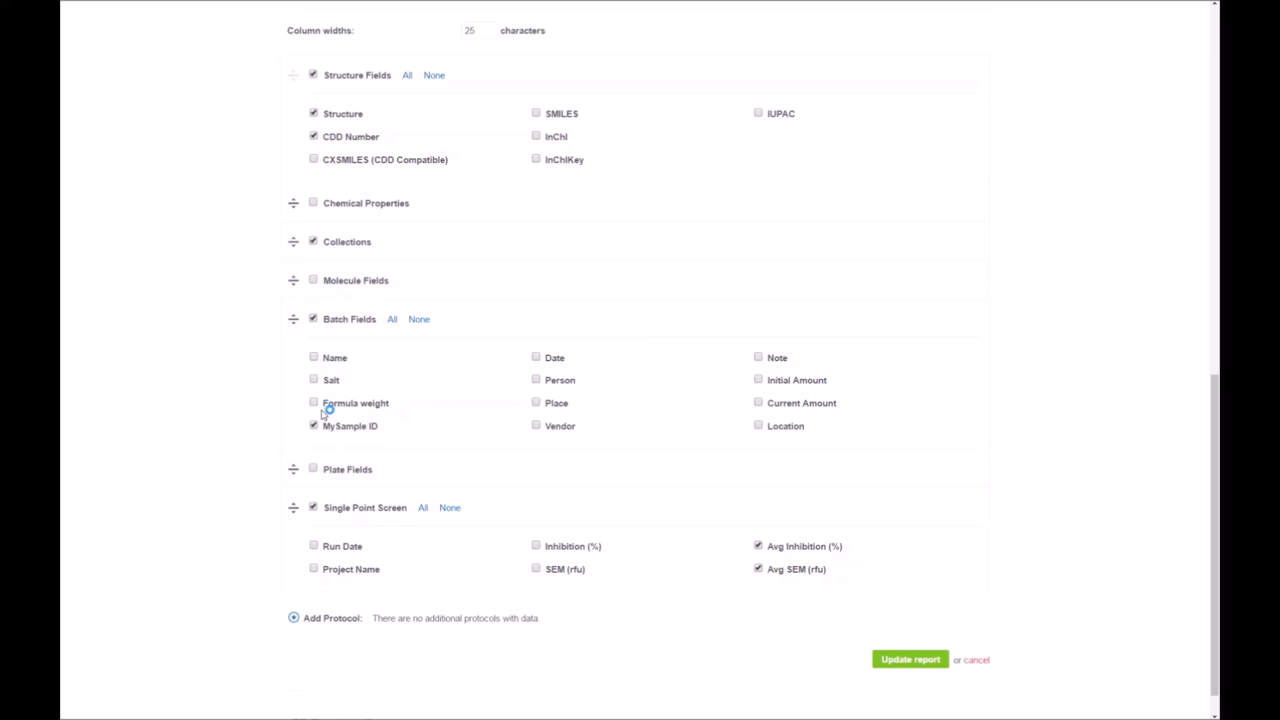 Column widths: 25 characters
Structure Fields All None
Structure SMILES IUPAC
CDD Number InChI
CXSMILES (CDD Compatible) InChIKey
Chemical Properties
Collections
Molecule Fields
Batch Fields All None
Name Date Note
Salt Person Initial Amount
Formula weight Place Current Amount
MySample ID Vendor Location
Plate Fields
Single Point Screen All None
Run Date Inhibition (%) Avg Inhibition (%)
Project Name SEM (rfu) Avg SEM (rfu)
Add Protocol: There are no additional protocols with data
Update report or cancel